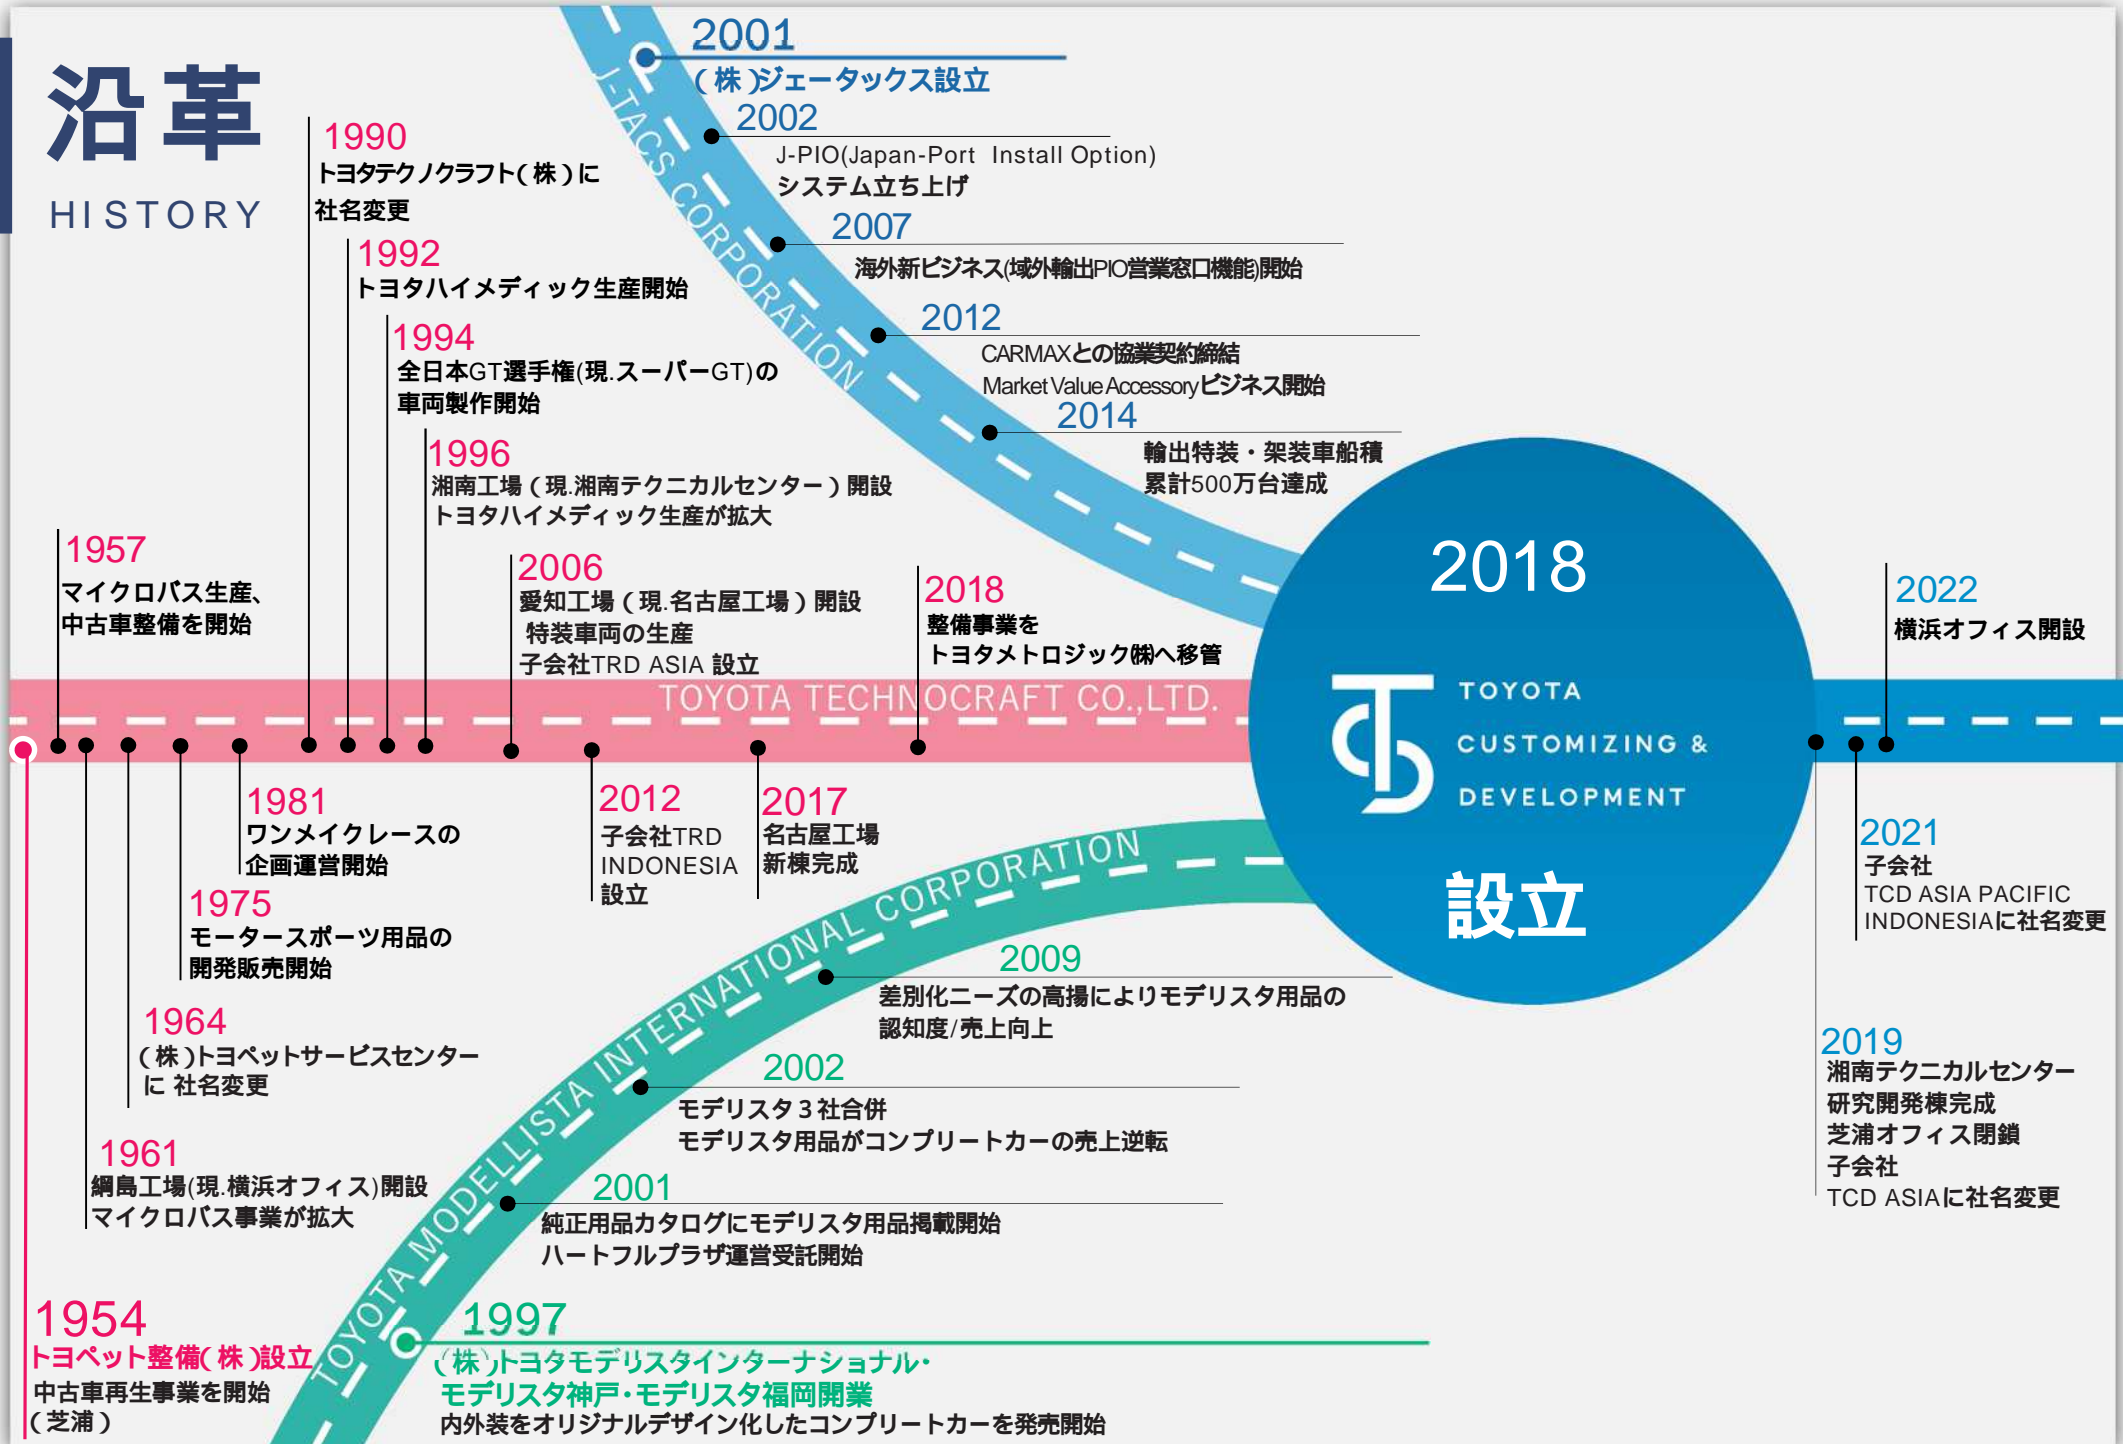 沿革
HISTORY
2001
(株)ジェータックス設立
2002
J-PIO(Japan-Port Install Option)
システム立ち上げ
2007
海外新ビジネス(域外輸出PIO営業窓口機能)開始
2012
CARMAXとの協業契約締結
Market Value Accessoryビジネス開始
2014
輸出特装・架装車船積
累計500万台達成
J-TACS CORPORATION
1990
トヨタテクノクラフト(株)に
社名変更
1992
トヨタハイメディック生産開始
1994
全日本GT選手権(現.スーパーGT)の
車両製作開始
1996
湘南工場(現.湘南テクニカルセンター)開設
トヨタハイメディック生産が拡大
1957
マイクロバス生産、
中古車整備を開始
2006
愛知工場(現.名古屋工場)開設
特装車両の生産
子会社TRD ASIA 設立
2018
整備事業を
トヨタメトロジック㈱へ移管
TOYOTA TECHNOCRAFT CO.,LTD.
2018
TOYOTA
CUSTOMIZING &
DEVELOPMENT
設立
2022
横浜オフィス開設
1981
ワンメイクレースの
企画運営開始
2012
子会社TRD
INDONESIA
設立
2017
名古屋工場
新棟完成
1975
モータースポーツ用品の
開発販売開始
1964
(株)トヨペットサービスセンター
に 社名変更
1961
綱島工場(現.横浜オフィス)開設
マイクロバス事業が拡大
1954
トヨペット整備(株)設立
中古車再生事業を開始
(芝浦)
TOYOTA MODELLISTA INTERNATIONAL CORPORATION
2009
差別化ニーズの高揚によりモデリスタ用品の
認知度/売上向上
2002
モデリスタ3社合併
モデリスタ用品がコンプリートカーの売上逆転
2001
純正用品カタログにモデリスタ用品掲載開始
ハートフルプラザ運営受託開始
1997
(株)トヨタモデリスタインターナショナル・
モデリスタ神戸・モデリスタ福岡開業
内外装をオリジナルデザイン化したコンプリートカーを発売開始
2021
子会社
TCD ASIA PACIFIC
INDONESIAに社名変更
2019
湘南テクニカルセンター
研究開発棟完成
芝浦オフィス閉鎖
子会社
TCD ASIAに社名変更